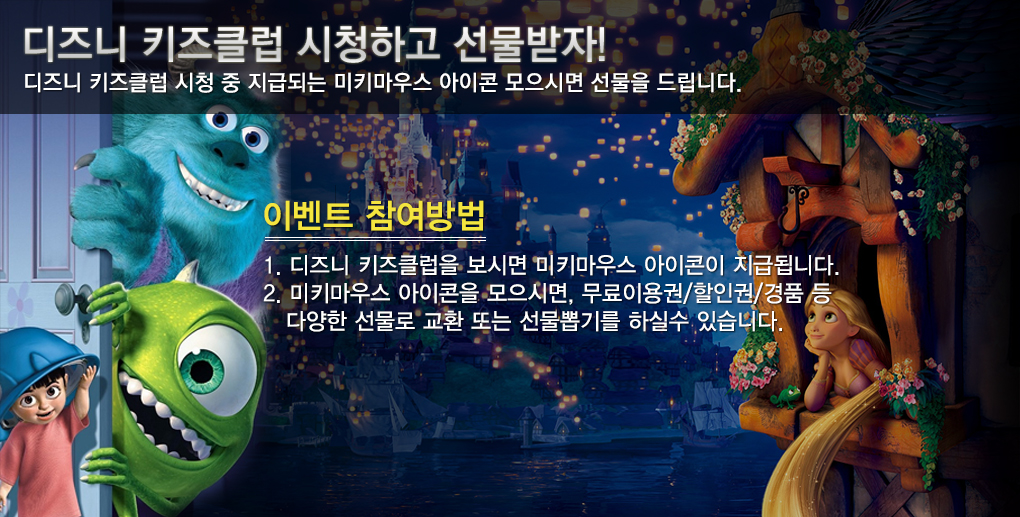 디즈니 키즈클럽 시청하고 선물받자!
디즈니 키즈클럽 시청 중 지급되는 미키마우스 아이콘 모으시면 선물을 드립니다.
이벤트 참여방법
1. 디즈니 키즈클럽을 보시면 미키마우스 아이콘이 지급됩니다.
2. 미키마우스 아이콘을 모으시면, 무료이용권/할인권/경품 등
다양한 선물로 교환 또는 선물뽑기를 하실수 있습니다.